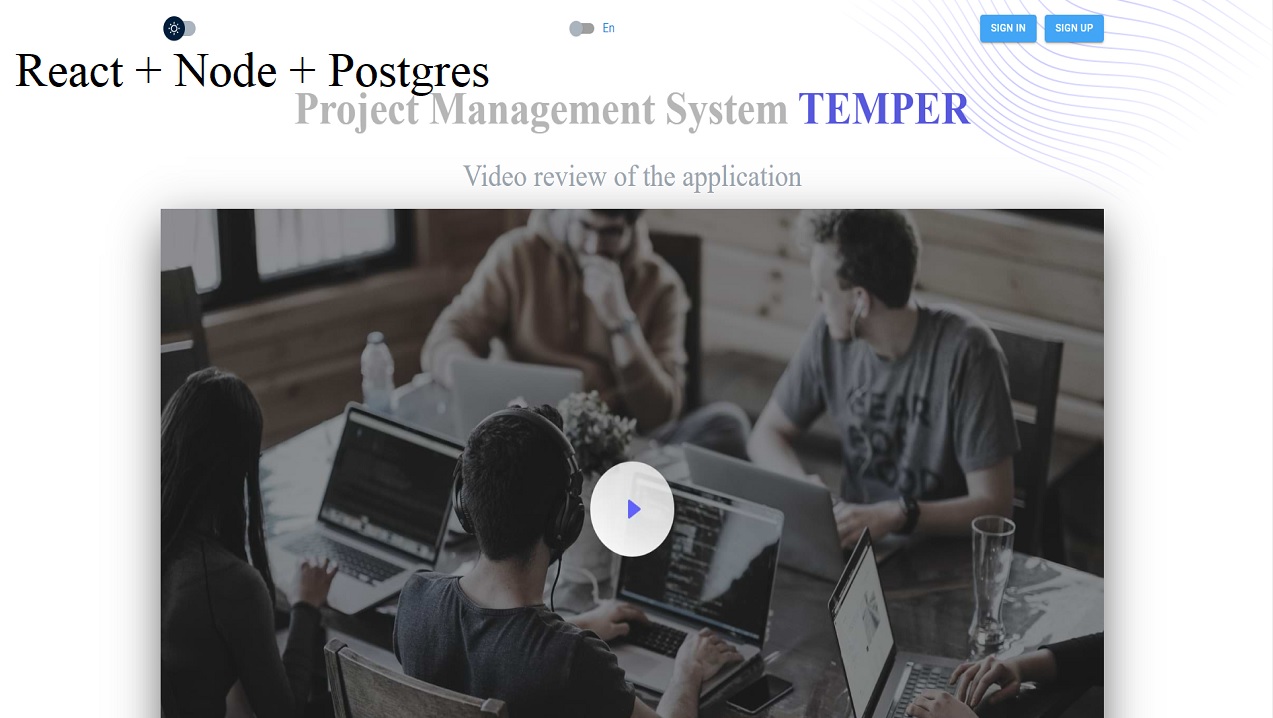 En
SIGN IN
SIGN UP
React + Node + Postgres
Project Management System TEMPER
Video review of the application